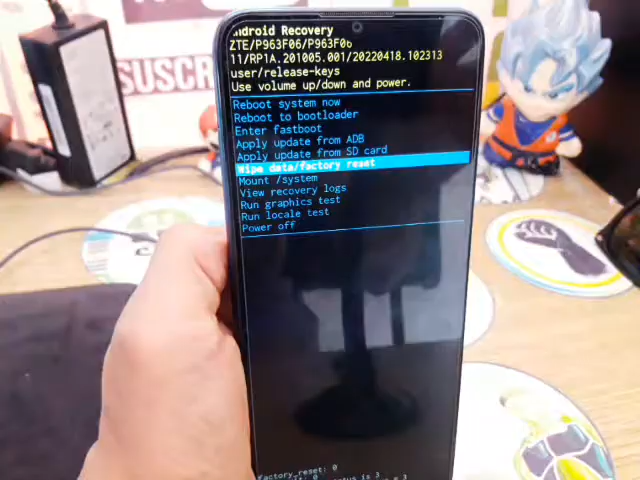 SUSCR
Android Recovery
ZTE/P963F06/P963F06
11/RP1A.201005.001/20220418.102313
user/release-keys
Use volume up/down and power.
Reboot system now
Reboot to bootloader
Enter fastboot
Apply update from ADB
Apply update from SD card
Wipe data/factory reset
Mount /system
View recovery logs
Run graphics test
Run locale test
Power off
factory_reset: 0